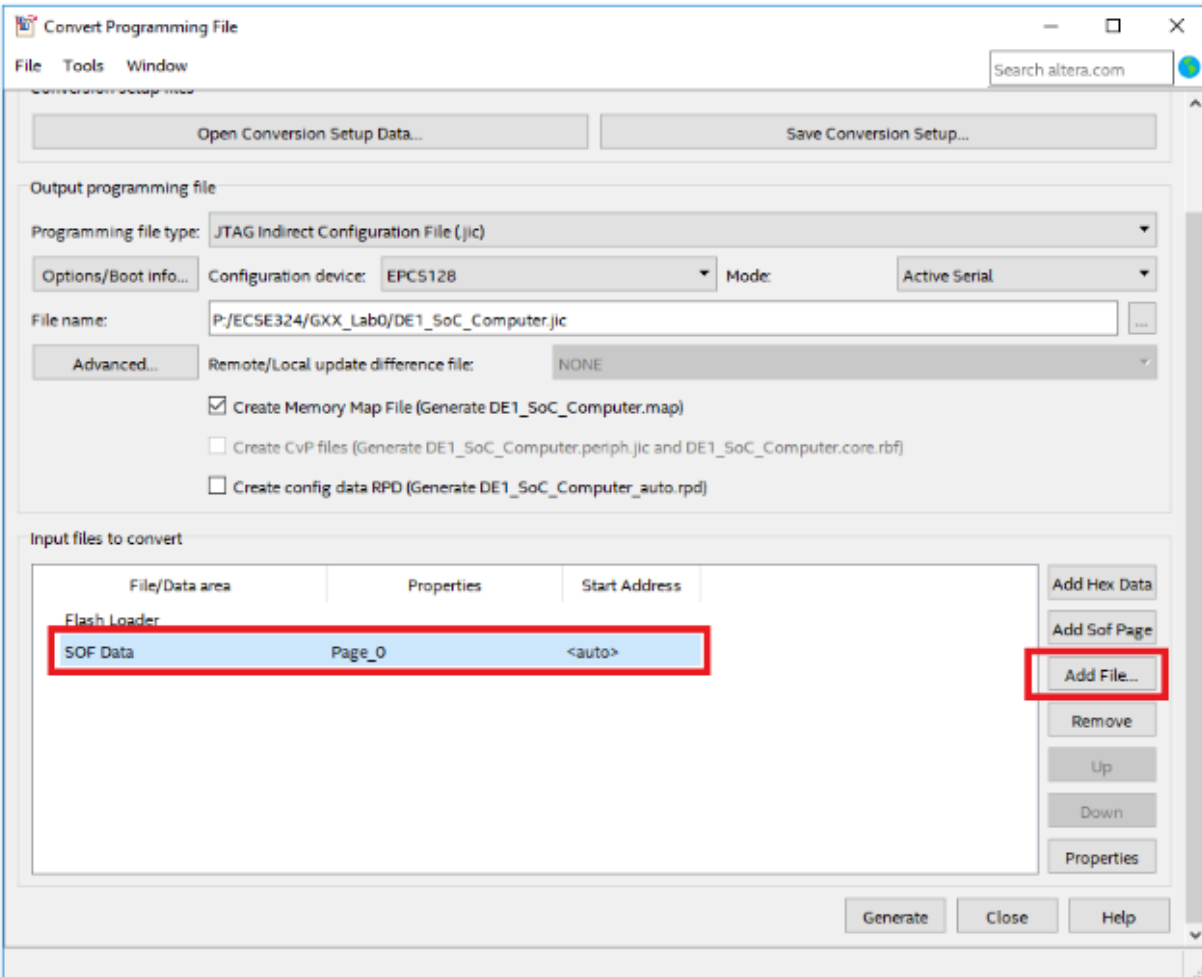 Convert Programming File
File Tools Window
Search altera.com
Conversion setup files
Open Conversion Setup Data... Save Conversion Setup...
Output programming file
Programming file type: JTAG Indirect Configuration File (.jic)
Options/Boot info... Configuration device: EPCS128 Mode: Active Serial
File name: P:/ECSE324/GXX_Lab0/DE1_SoC_Computer.jic ...
Advanced... Remote/Local update difference file: NONE
Create Memory Map File (Generate DE1_SoC_Computer.map)
Create CvP files (Generate DE1_SoC_Computer.periph.jic and DE1_SoC_Computer.core.rbf)
Create config data RPD (Generate DE1_SoC_Computer_auto.rpd)
Input files to convert
File/Data area Properties Start Address Add Hex Data
Flash Loader
Add Sof Page
SOF Data Page_0 <auto>
Add File...
Remove
Up
Down
Properties
Generate Close Help